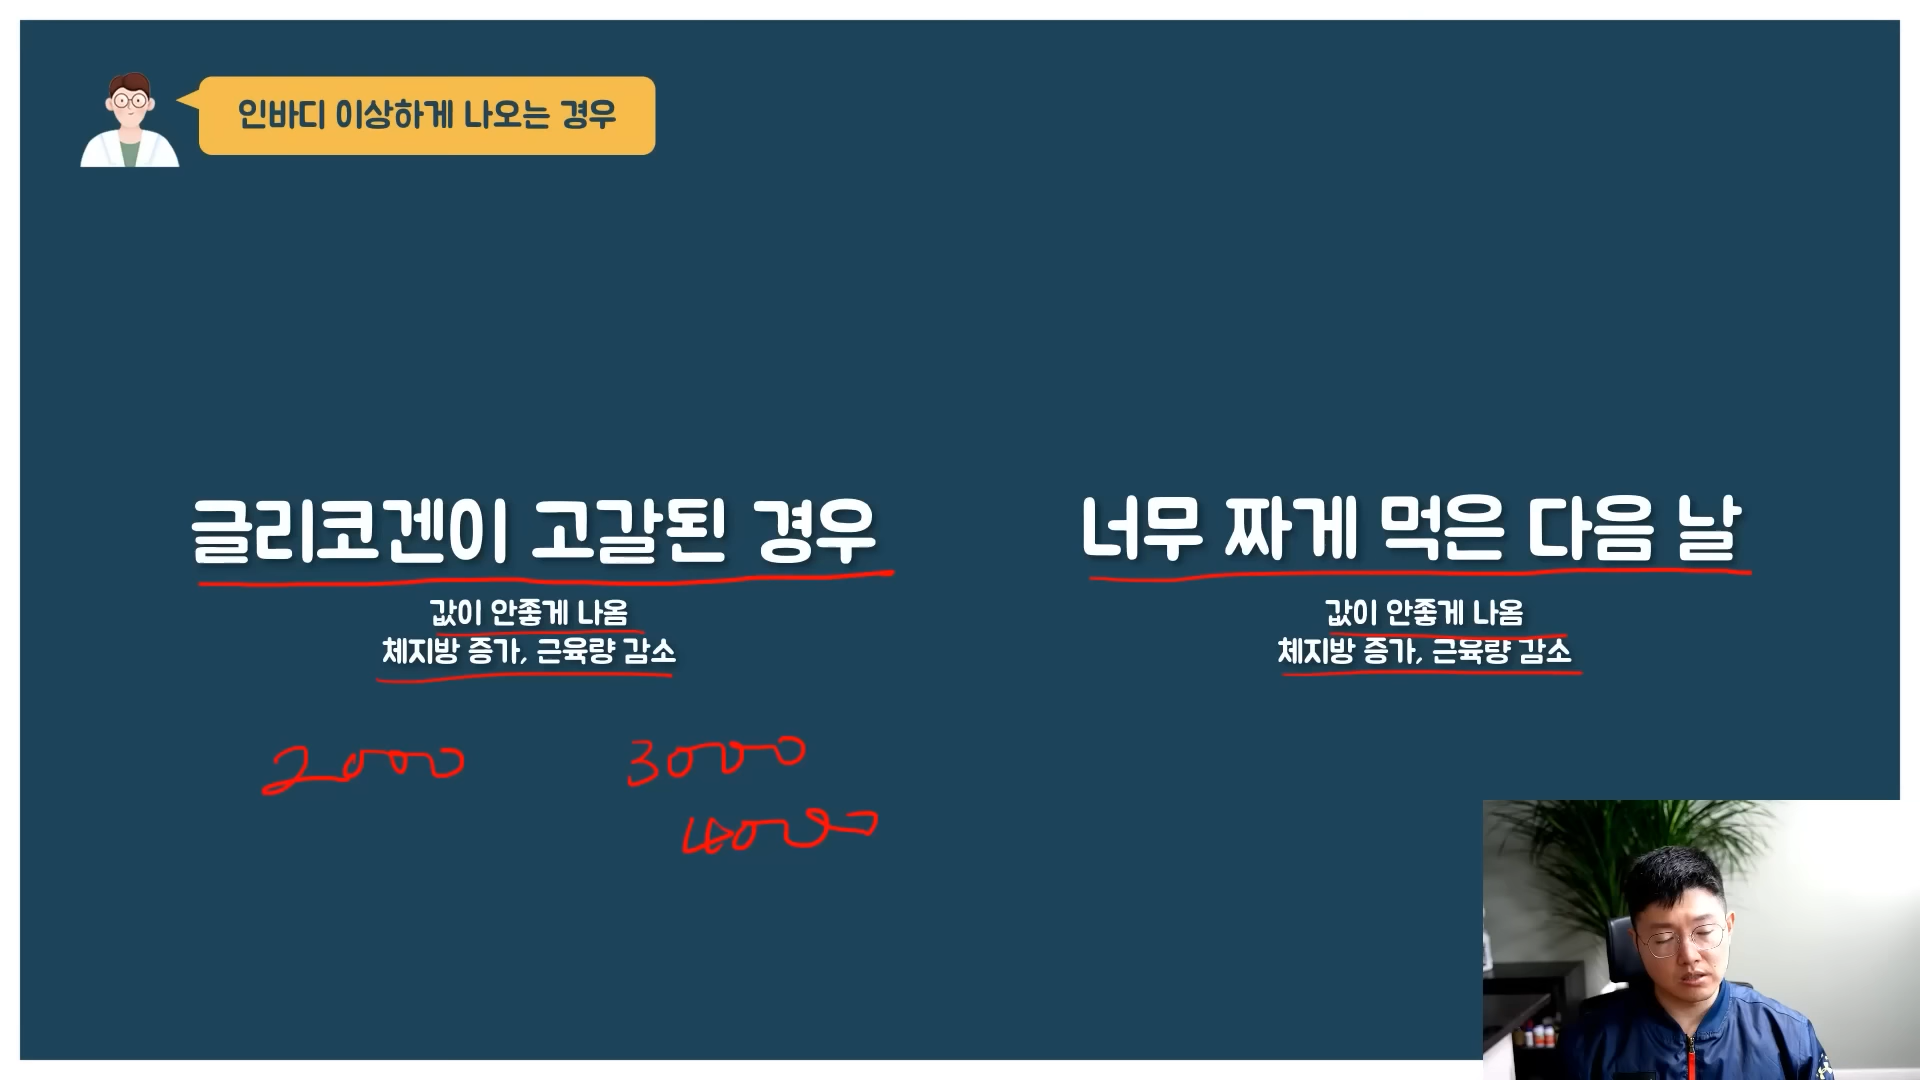 인바디 이상하게 나오는 경우
글리코겐이 고갈된 경우
값이 안좋게 나옴
체지방 증가, 근육량 감소
2000 3000
4000
너무 짜게 먹은 다음 날
값이 안좋게 나옴
체지방 증가, 근육량 감소